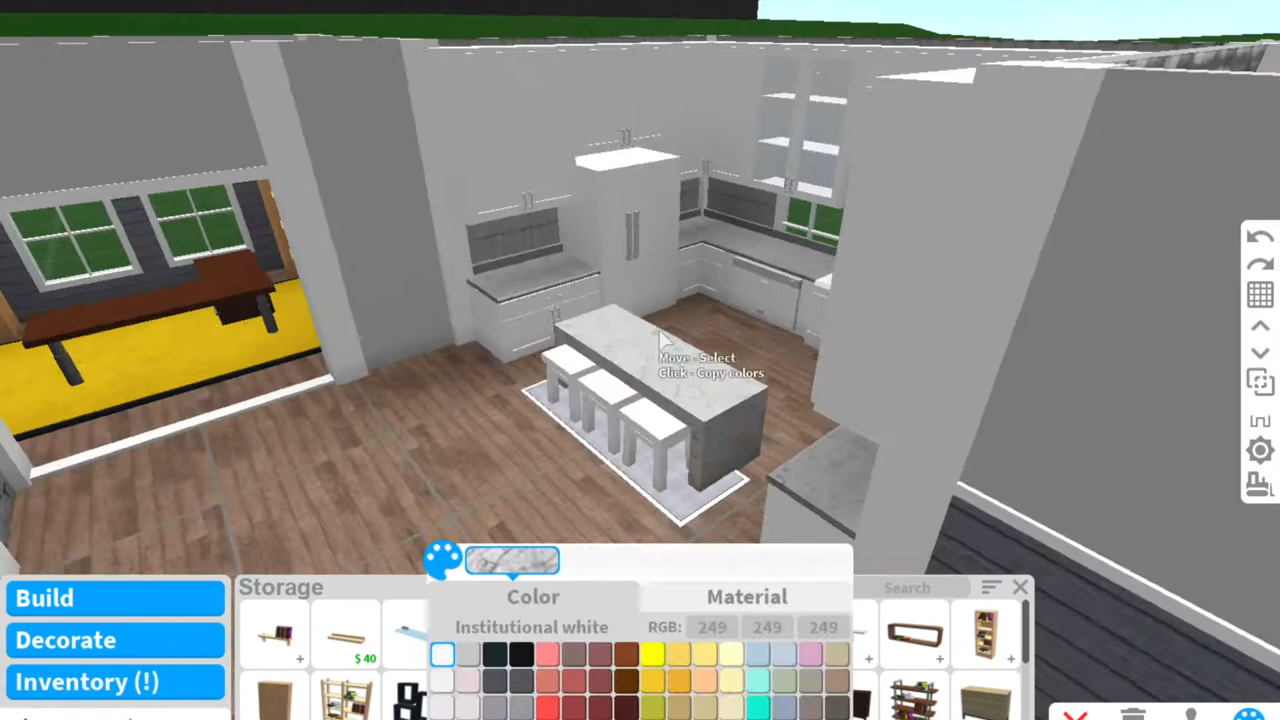 Move - Select
Click - Copy colors
Build
Decorate
Inventory (!)
Storage
$ 40
Color
Material
Institutional white
RGB: 249 249 249
Search